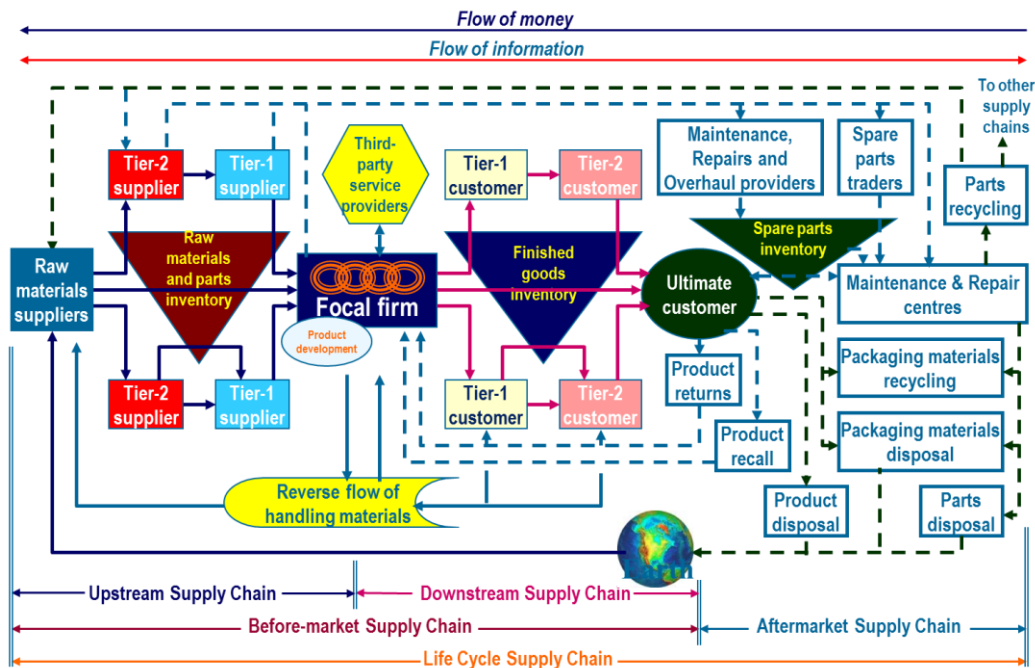 Flow of money
Flow of information
To other
supply
chains
Tier-2
supplier
Tier-1
supplier
Third-
party
service
providers
Tier-1
customer
Tier-2
customer
Maintenance,
Repairs and
Overhaul providers
Spare
parts
traders
Parts
recycling
Raw
materials
suppliers
Raw
materials
and parts
inventory
Focal firm
Product
development
Finished
goods
inventory
Ultimate
customer
Spare parts
inventory
Maintenance & Repair
centres
Tier-2
supplier
Tier-1
supplier
Tier-1
customer
Tier-2
customer
Product
returns
Product
recall
Packaging materials
recycling
Packaging materials
disposal
Reverse flow of
handling materials
Product
disposal
Parts
disposal
Upstream Supply Chain
Downstream Supply Chain
Before-market Supply Chain
Aftermarket Supply Chain
Life Cycle Supply Chain